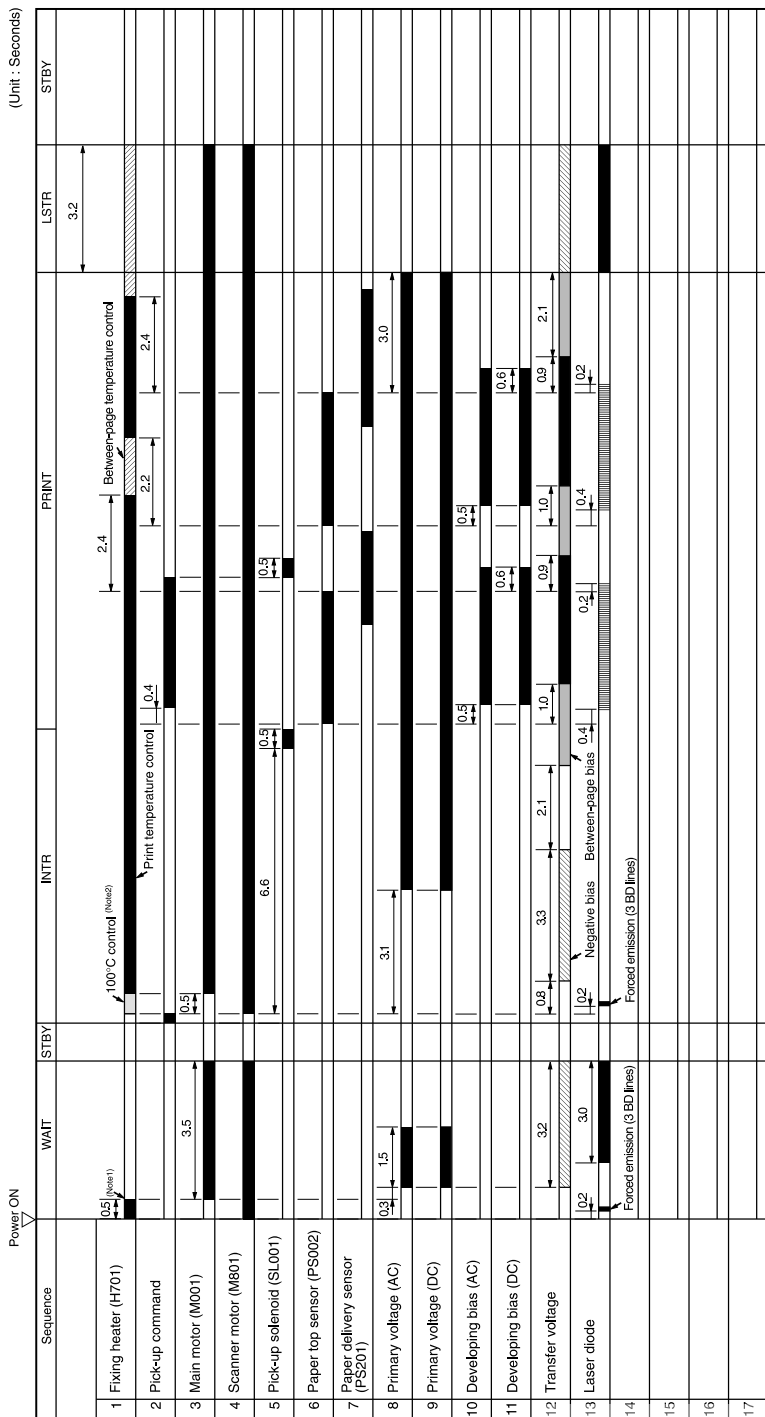 (Unit : Seconds)
Power ON
Sequence WAIT STBY INTR PRINT LSTR STBY
3.2
1 Fixing heater (H701)
0.5
(Note1)
100°C control (Note2)
Print temperature control
2.4
Between-page temperature control
2 Pick-up command
0.4
2.2
2.4
3 Main motor (M001)
3.5
0.5
4 Scanner motor (M801)
5 Pick-up solenoid (SL001)
6.6
0.5
0.5
6 Paper top sensor (PS002)
7 Paper delivery sensor
(PS201)
8 Primary voltage (AC)
0.3
1.5
3.1
3.0
9 Primary voltage (DC)
10 Developing bias (AC)
0.5
0.5
11 Developing bias (DC)
0.6
0.6
12 Transfer voltage
3.2
0.8
3.3
2.1
1.0
0.9
1.0
0.9
2.1
Negative bias
Between-page bias
13 Laser diode
0.2
3.0
0.2
0.4
0.2
0.4
0.2
Forced emission (3 BD lines)
Forced emission (3 BD lines)
14
15
16
17